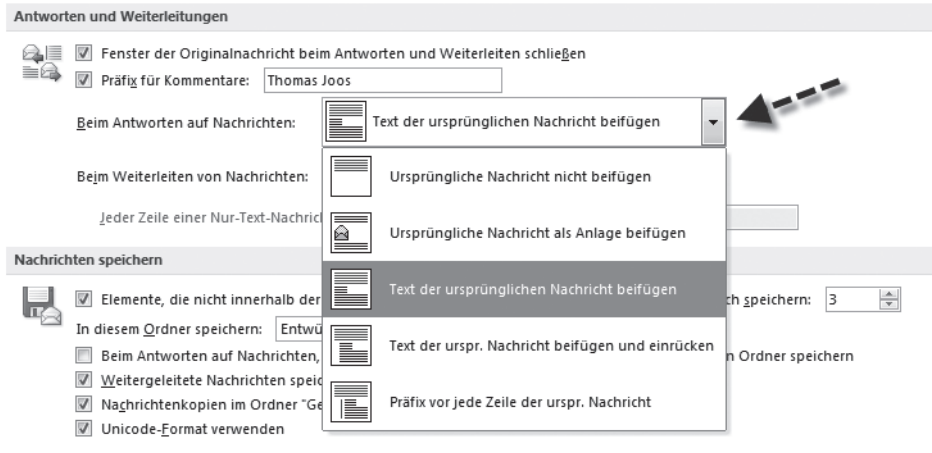 Antworten und Weiterleitungen
Fenster der Originalnachricht beim Antworten und Weiterleiten schließen
Präfix für Kommentare: Thomas Joos
Beim Antworten auf Nachrichten: Text der ursprünglichen Nachricht beifügen
Beim Weiterleiten von Nachrichten: Ursprüngliche Nachricht nicht beifügen
Jeder Zeile einer Nur-Text-Nachric
Ursprüngliche Nachricht als Anlage beifügen
Nachrichten speichern
Text der ursprünglichen Nachricht beifügen
Elemente, die nicht innerhalb der ch speichern: 3
In diesem Ordner speichern: Entwü
Text der urspr. Nachricht beifügen und einrücken
Beim Antworten auf Nachrichten, n Ordner speichern
Weitergeleitete Nachrichten speic
Nachrichtenkopien im Ordner "Ge
Präfix vor jede Zeile der urspr. Nachricht
Unicode-Format verwenden